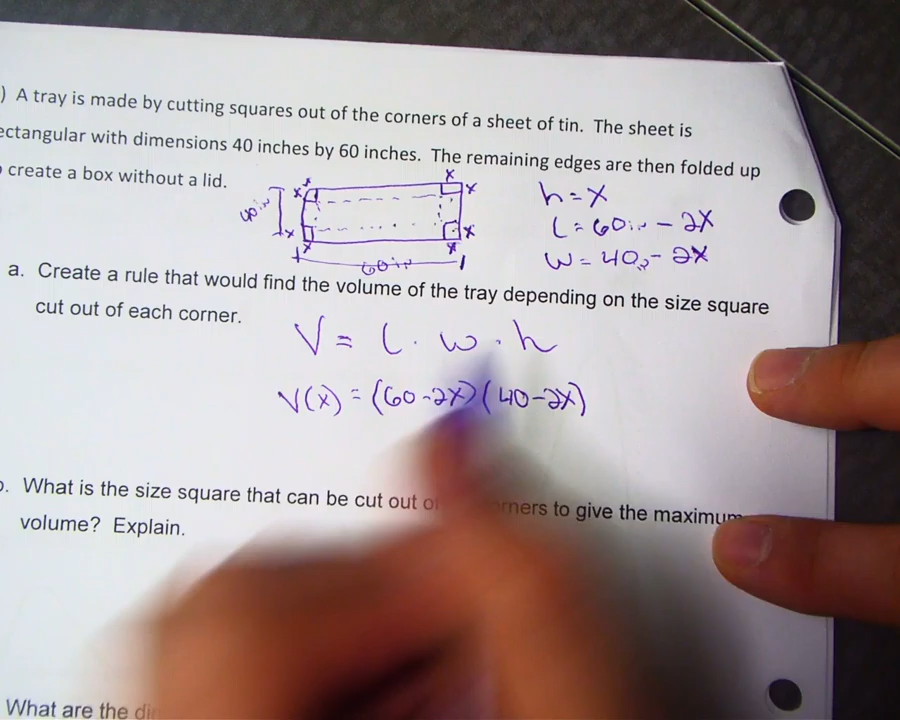 ) A tray is made by cutting squares out of the corners of a sheet of tin. The sheet is
ectangular with dimensions 40 inches by 60 inches. The remaining edges are then folded up
create a box without a lid.
x x
x x
x x
x x
60in
h = x
l = 60in - 2x
w = 40in - 2x
a. Create a rule that would find the volume of the tray depending on the size square
cut out of each corner.
V = l · w · h
V(x) = (60-2x)(40-2x)
b. What is the size square that can be cut out corners to give the maximum
volume? Explain.
What are the